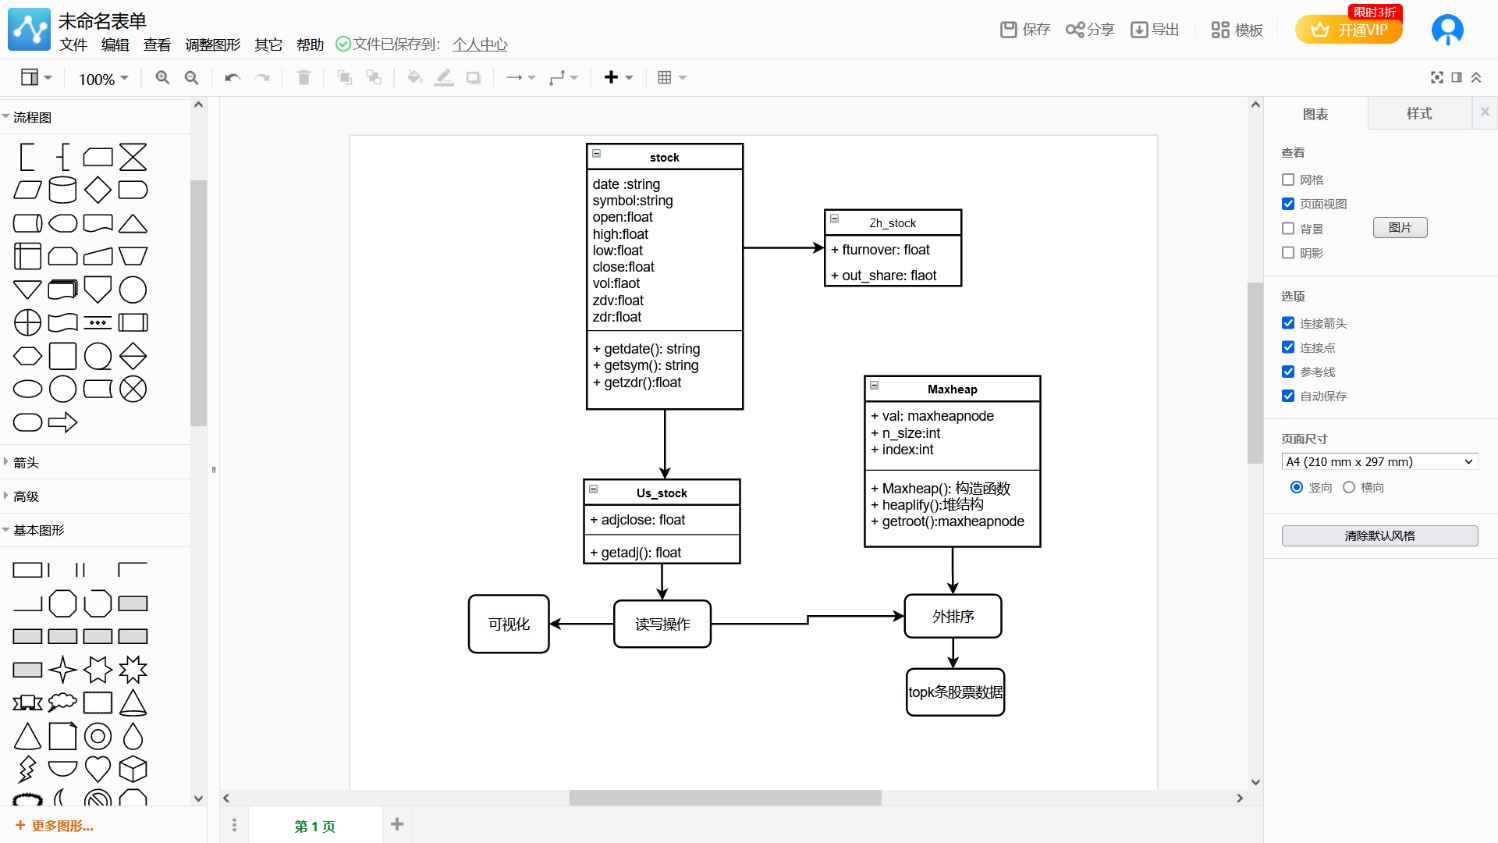 未命名表单
限时3折
文件 编辑 查看 调整图形 其它 帮助 文件已保存到: 个人中心
保存 分享 导出 模板 开通VIP
100%
流程图
箭头
高级
基本图形
+ 更多图形...
stock
date :string
symbol:string
open:float
high:float
low:float
close:float
vol:flaot
zdv:float
zdr:float
+ getdate(): string
+ getsym(): string
+ getzdr():float
Zh_stock
+ fturnover: float
+ out_share: flaot
Maxheap
+ val: maxheapnode
+ n_size:int
+ index:int
+ Maxheap(): 构造函数
+ heaplify():堆结构
+ getroot():maxheapnode
Us_stock
+ adjclose: float
+ getadj(): float
可视化
读写操作
外排序
topk条股票数据
第 1 页
图表 样式
查看
网格
页面视图
背景 图片
阴影
选项
连接箭头
连接点
参考线
自动保存
页面尺寸
A4 (210 mm x 297 mm)
竖向 横向
清除默认风格